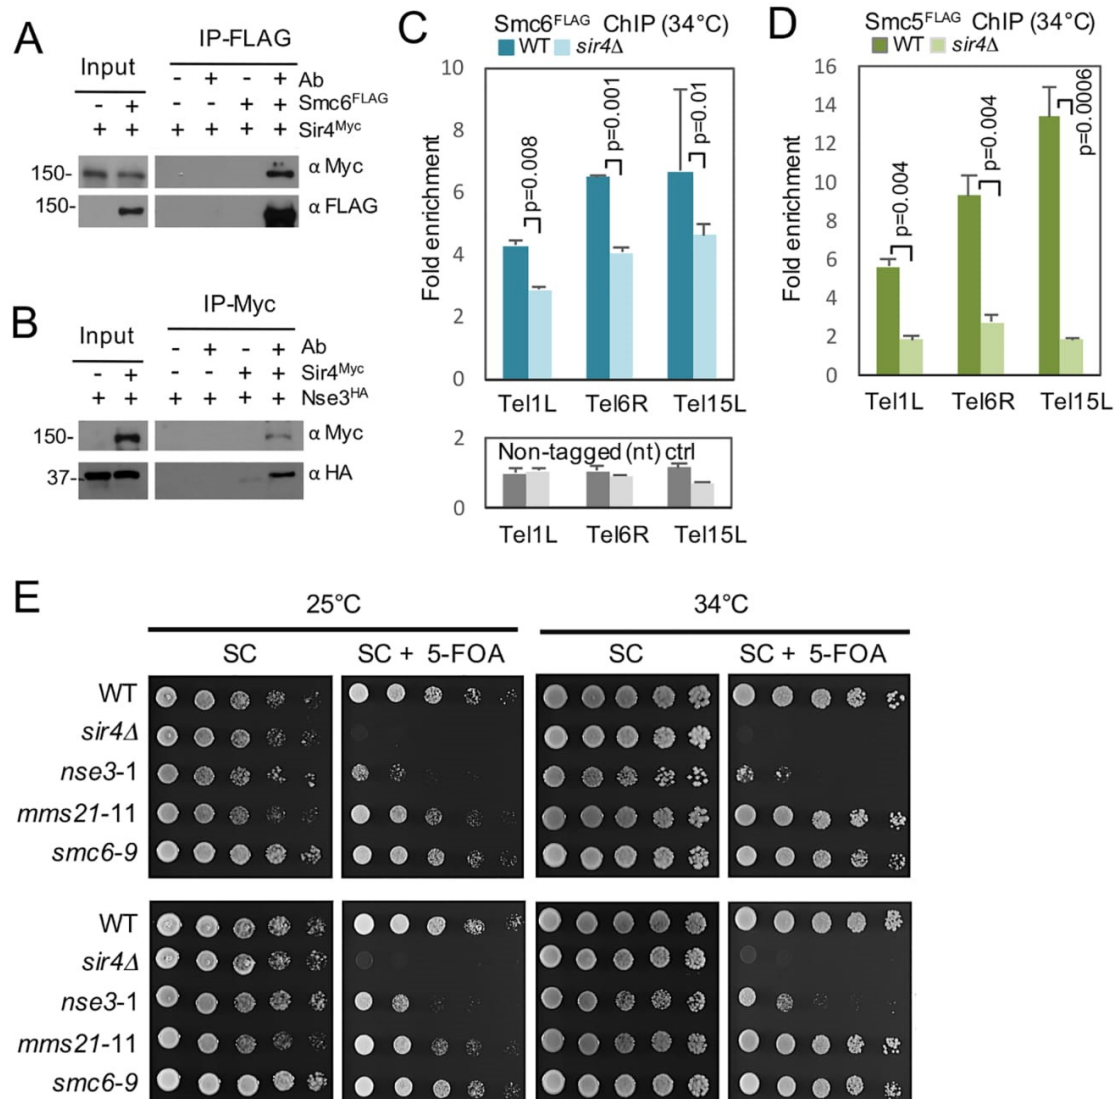 A
IP-FLAG
Input
- + - + Ab
- + - - + + Smc6FLAG
+ + + + + + Sir4Myc
150- α Myc
150- α FLAG
B
IP-Myc
Input
- + - + Ab
- + - - + + Sir4Myc
+ + + + + + Nse3HA
150- α Myc
37- α HA
C
Smc6FLAG ChIP (34°C)
WT sir4Δ
Fold enrichment
10
8
6
4
2
0
p=0.008
p=0.001
p=0.01
Tel1L Tel6R Tel15L
Non-tagged (nt) ctrl
2
0
Tel1L Tel6R Tel15L
D
Smc5FLAG ChIP (34°C)
WT sir4Δ
Fold enrichment
16
14
12
10
8
6
4
2
0
p=0.004
p=0.004
p=0.0006
Tel1L Tel6R Tel15L
E
25°C 34°C
SC SC + 5-FOA SC SC + 5-FOA
WT
sir4Δ
nse3-1
mms21-11
smc6-9
WT
sir4Δ
nse3-1
mms21-11
smc6-9